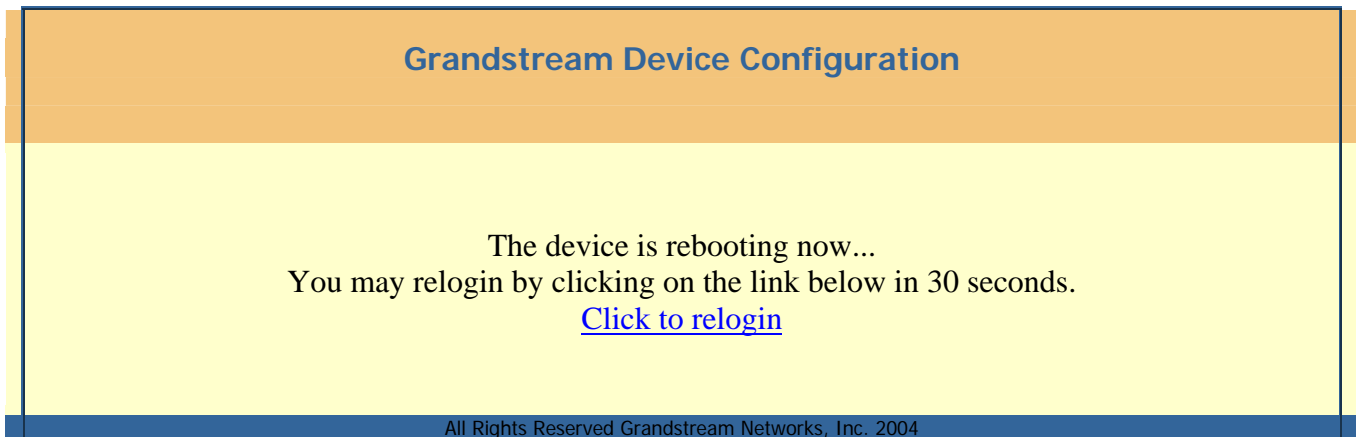 Grandstream Device Configuration
The device is rebooting now...
You may relogin by clicking on the link below in 30 seconds.
Click to relogin
All Rights Reserved Grandstream Networks, Inc. 2004